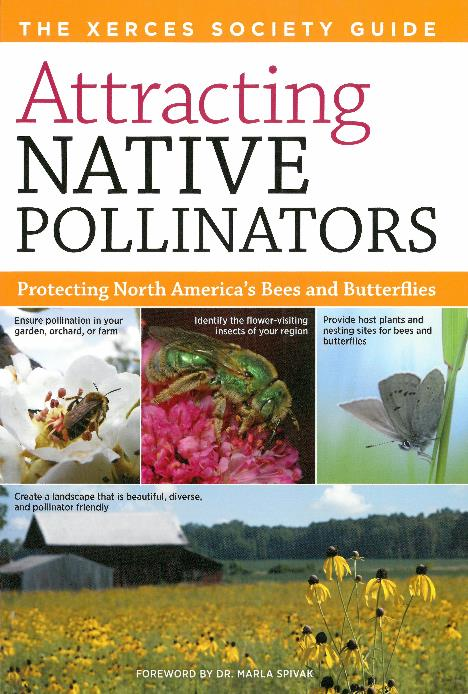 THE XERCES SOCIETY GUIDE
Attracting
NATIVE
POLLINATORS
Protecting North America's Bees and Butterflies
Ensure pollination in your
garden, orchard, or farm
Identify the flower-visiting
insects of your region
Provide host plants and
nesting sites for bees and
butterflies
Create a landscape that is beautiful, diverse,
and pollinator friendly
FOREWORD BY DR. MARLA SPIVAK